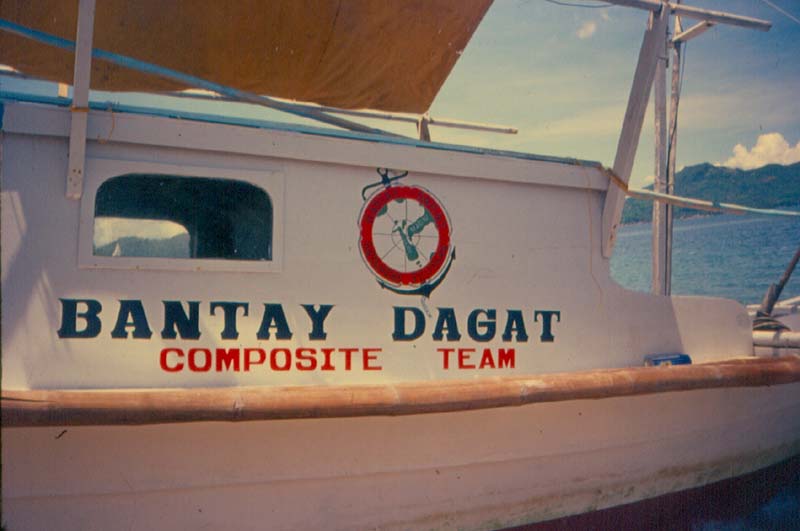 BANTAY DAGAT
COMPOSITE TEAM